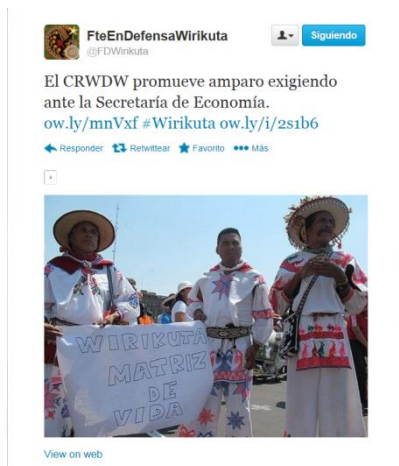 FteEnDefensaWirikuta
@FDWirikuta
Siguiendo
El CRWDW promueve amparo exigiendo
ante la Secretaría de Economía.
ow.ly/mnVxf #Wirikuta ow.ly/i/2s1b6
Responder Retwittear Favorito Más
WIRIKUTA
MATRIZ
DE
VIDA
View on web